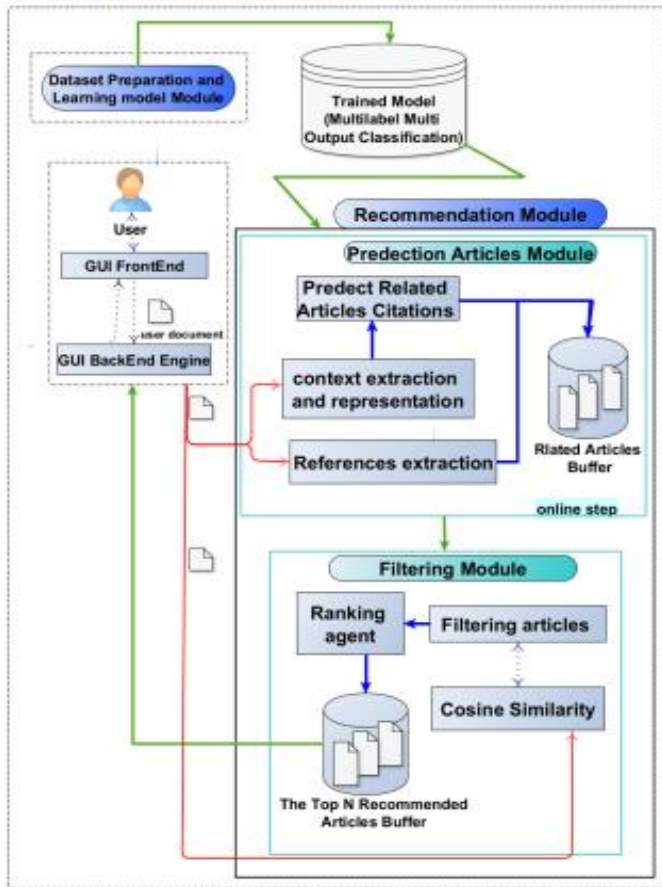 Dataset Preparation and
Learning model Module
Trained Model
(Multilabel Multi
Output Classification)
User
GUI FrontEnd
user document
GUI BackEnd Engine
Recommendation Module
Predection Articles Module
Predect Related
Articles Citations
context extraction
and representation
References extraction
Rlated Articles
Buffer
online step
Filtering Module
Ranking
agent
Filtering articles
Cosine Similarity
The Top N Recommended
Articles Buffer